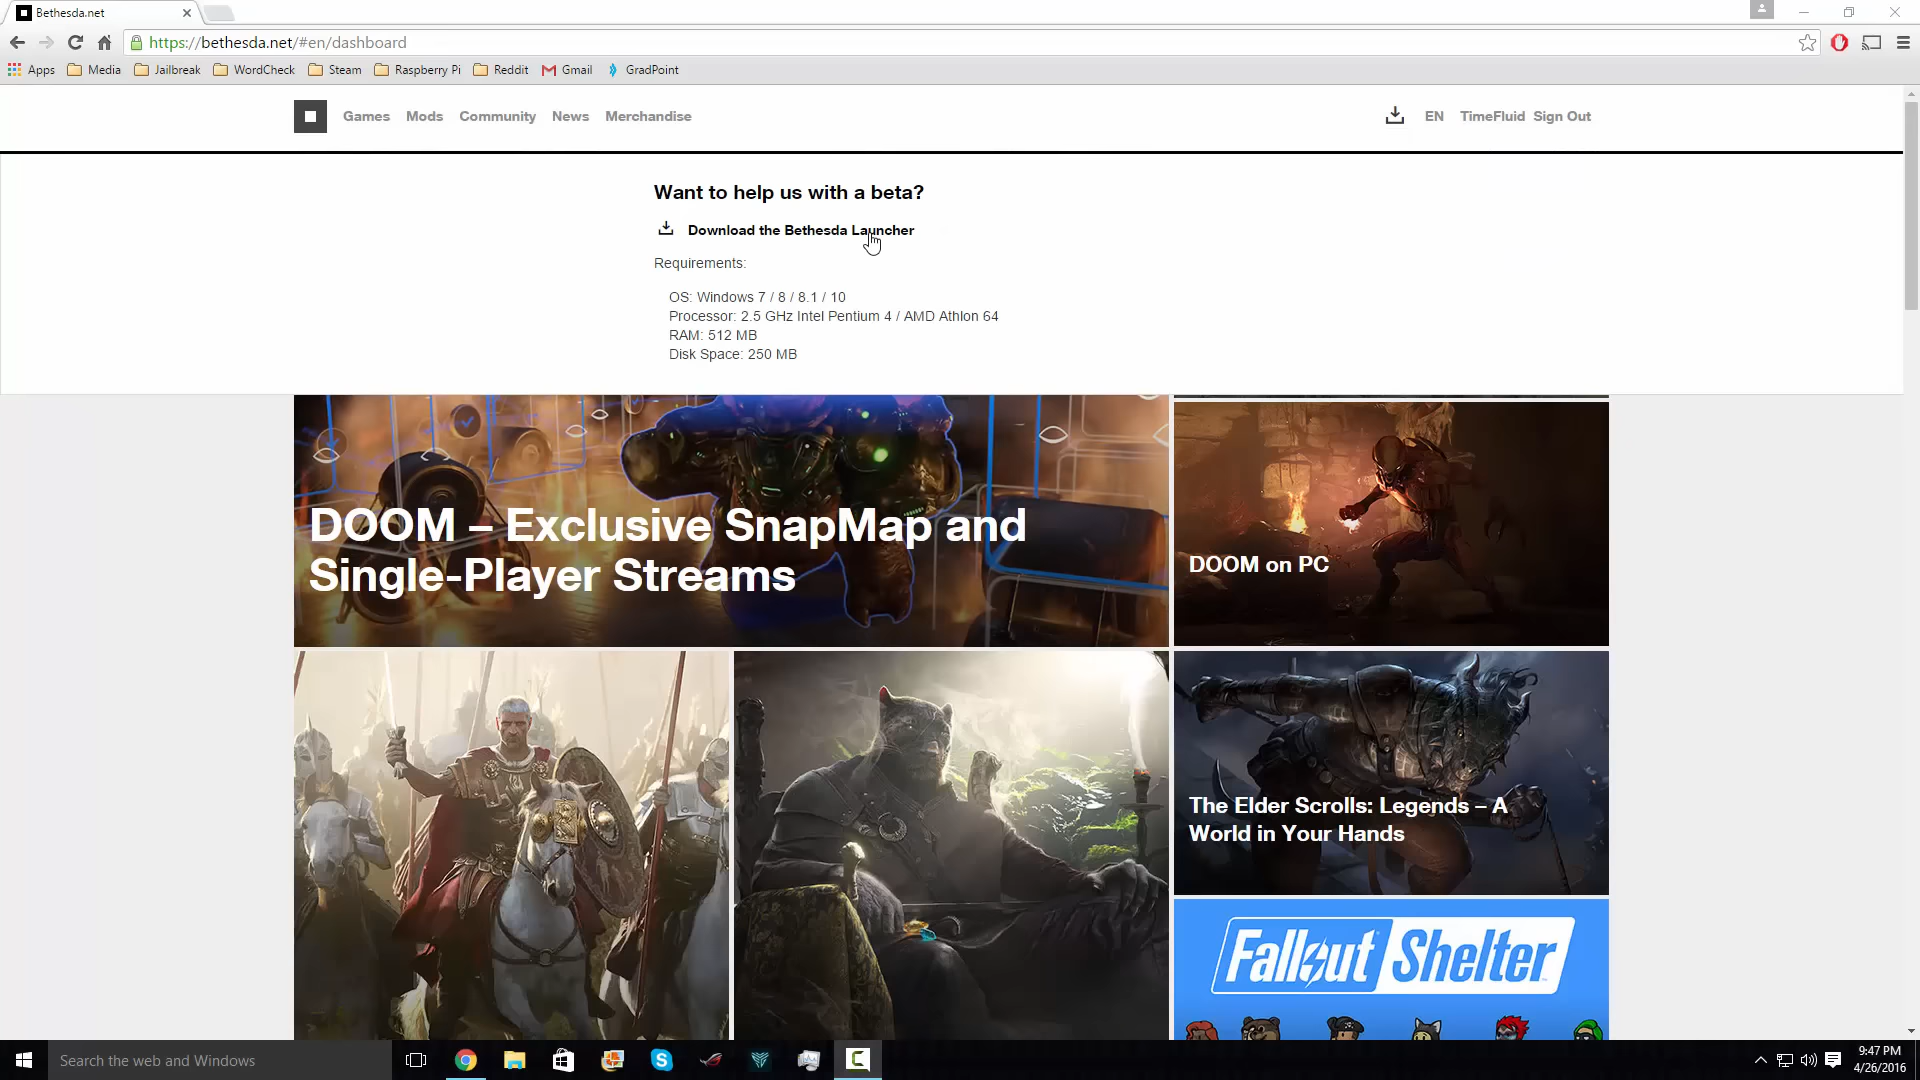 Bethesda.net
https://bethesda.net/#en/dashboard
Apps Media Jailbreak WordCheck Steam Raspberry Pi Reddit Gmail GradPoint
Games Mods Community News Merchandise EN TimeFluid Sign Out
Want to help us with a beta?
Download the Bethesda Launcher
Requirements:
OS: Windows 7 / 8 / 8.1 / 10
Processor: 2.5 GHz Intel Pentium 4 / AMD Athlon 64
RAM: 512 MB
Disk Space: 250 MB
DOOM – Exclusive SnapMap and
Single-Player Streams
DOOM on PC
The Elder Scrolls: Legends – A
World in Your Hands
Fallout Shelter
Search the web and Windows
9:47 PM
4/26/2016